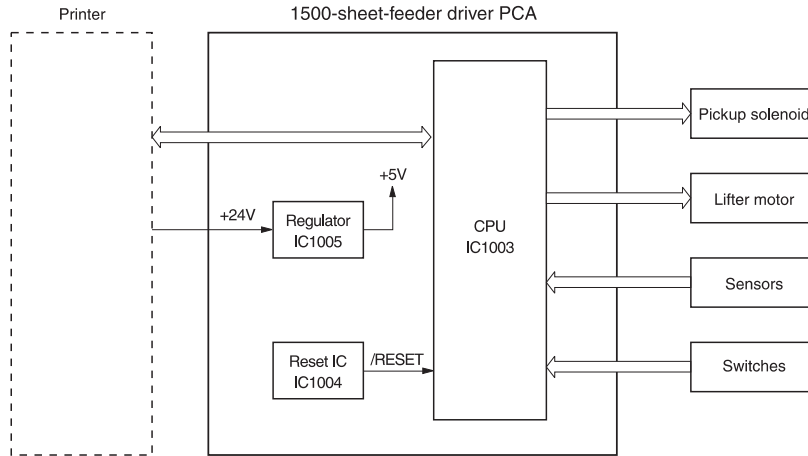 Printer
1500-sheet-feeder driver PCA
Pickup solenoid
+5V
+24V
Regulator
IC1005
CPU
IC1003
Lifter motor
Sensors
Reset IC
IC1004
/RESET
Switches